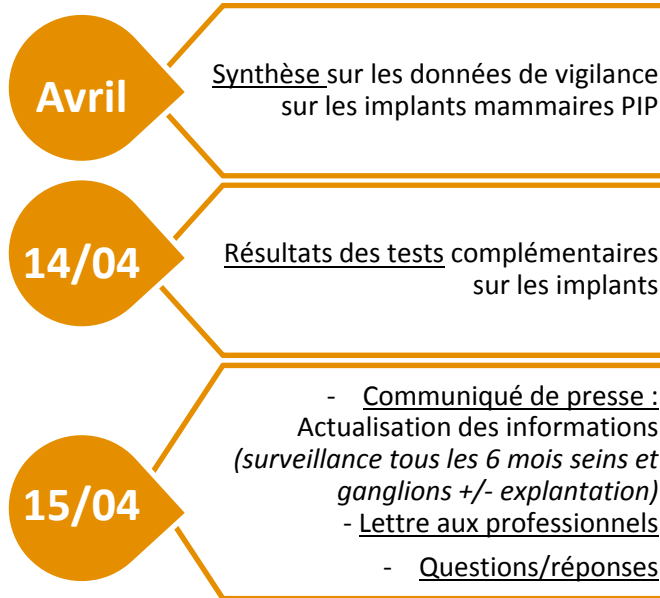 Avril
Synthèse sur les données de vigilance
sur les implants mammaires PIP
14/04
Résultats des tests complémentaires
sur les implants
15/04
- Communiqué de presse :
Actualisation des informations
(surveillance tous les 6 mois seins et
ganglions +/- explantation)
- Lettre aux professionnels
- Questions/réponses